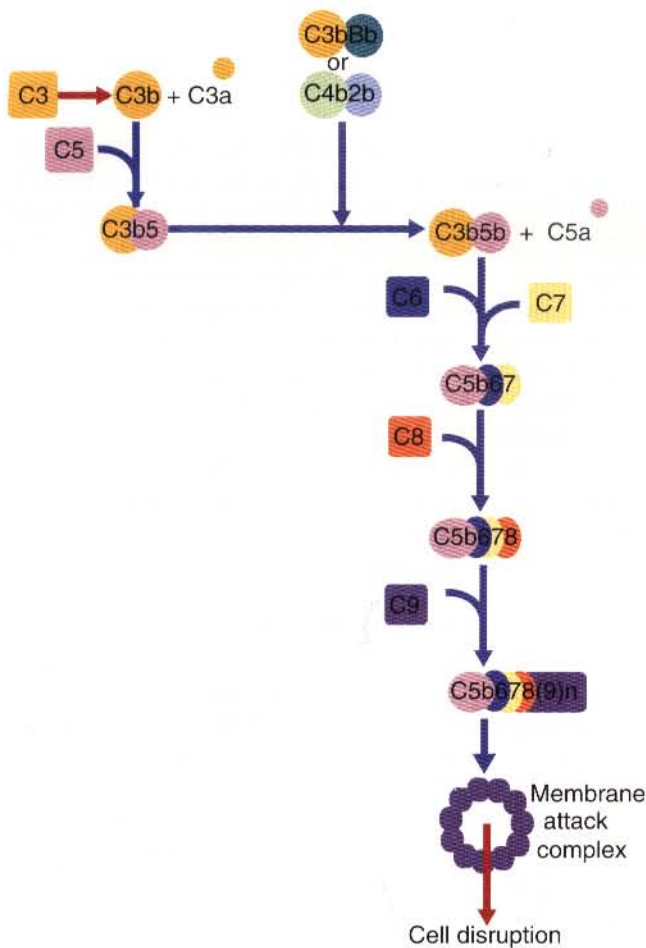 C3bBb
or
C4b2b
C3
C3b + C3a
C5
C3b5
C3b5b + C5a
C6
C7
C5b67
C8
C5b678
C9
C5b678(9)n
Membrane
attack
complex
Cell disruption